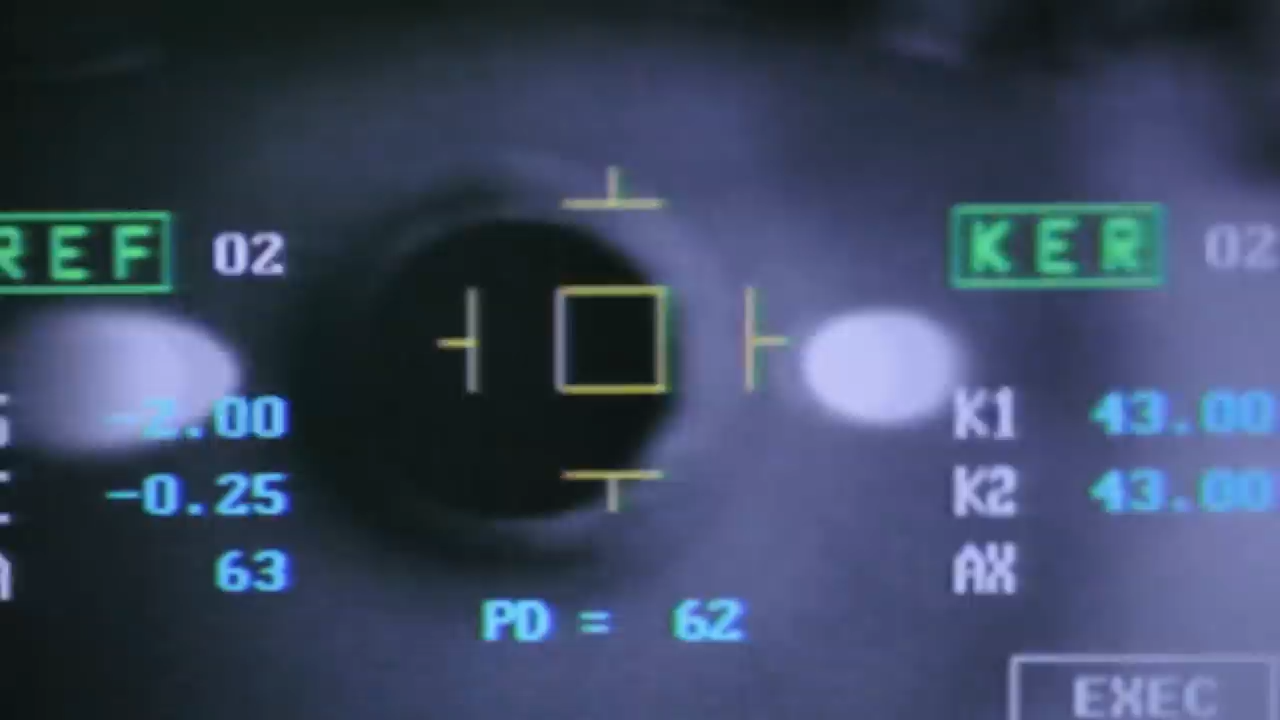 REF 02
KER 02
S -2.00
K1 43.00
C -0.25
K2 43.00
A 63
AX
PD = 62
EXEC